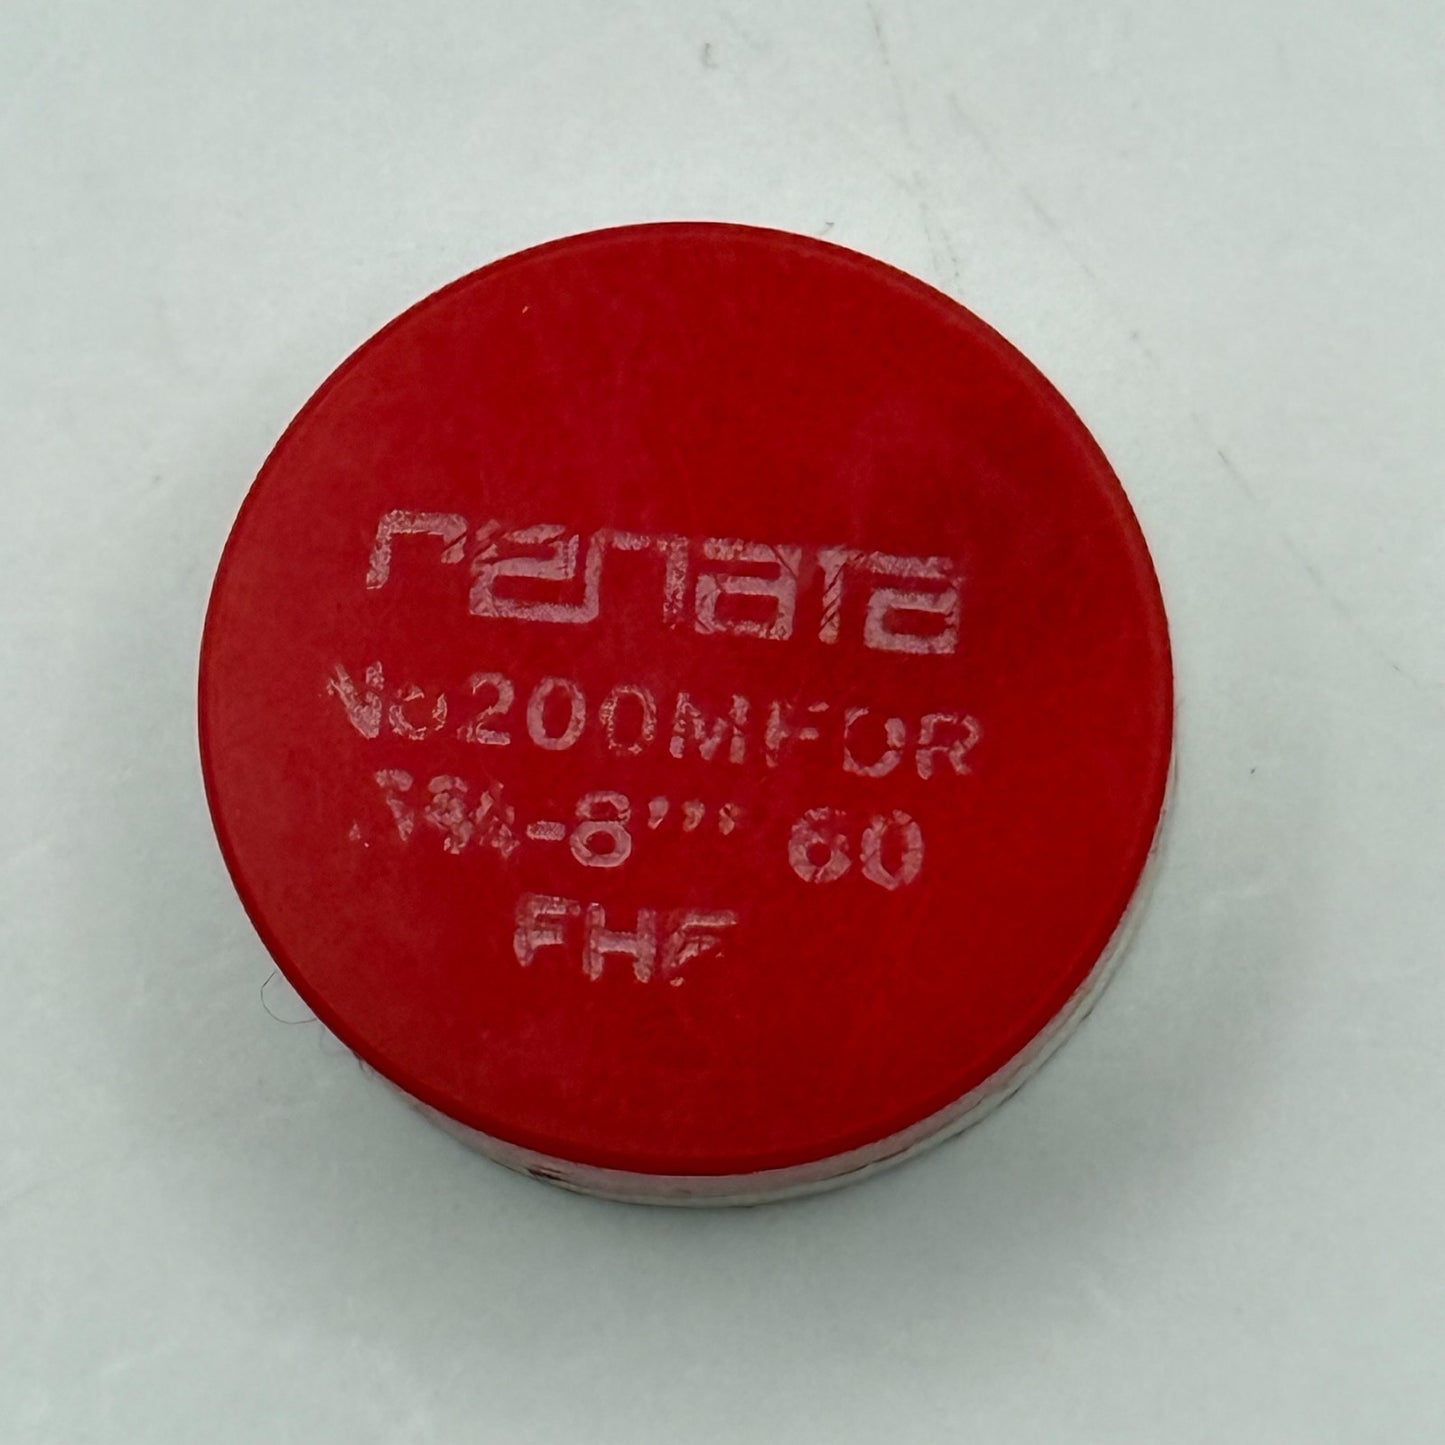 renata
No200MFOR
-8''' 60
FHF